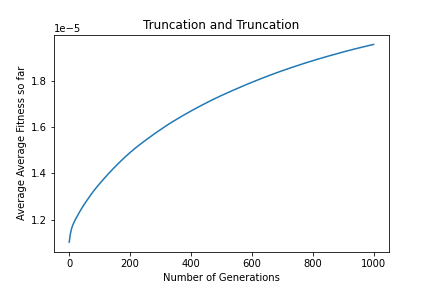 Truncation and Truncation
1e−5
Average Average Fitness so far
1.8
1.6
1.4
1.2
0 200 400 600 800 1000
Number of Generations